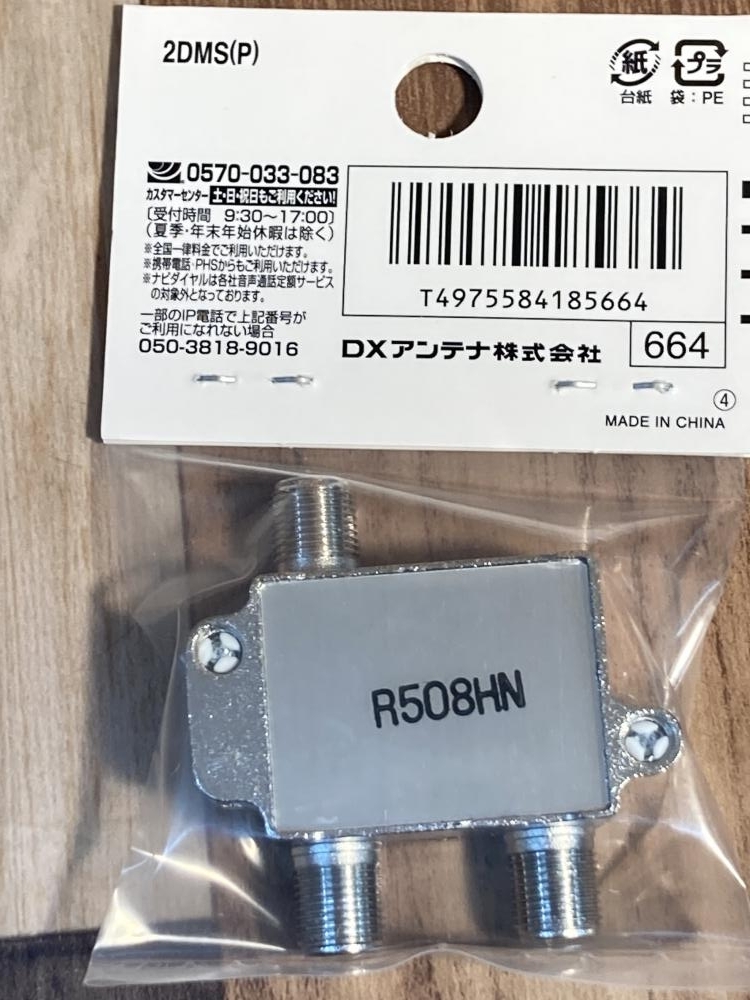 2DMS(P)
紙
プラ
台紙 袋：PE
0570-033-083
カスタマーセンター 土・日・祝日もご利用ください!
〔受付時間 9:30～17:00〕
（夏季・年末年始休暇は除く）
※全国一律料金でご利用いただけます。
※携帯電話・PHSからもご利用いただけます。
※ナビダイヤルは各社音声通話定額サービス
の対象外となっております。
一部のIP電話で上記番号が
ご利用になれない場合
050-3818-9016
T4975584185664
DXアンテナ株式会社
664
④
MADE IN CHINA
R508HN